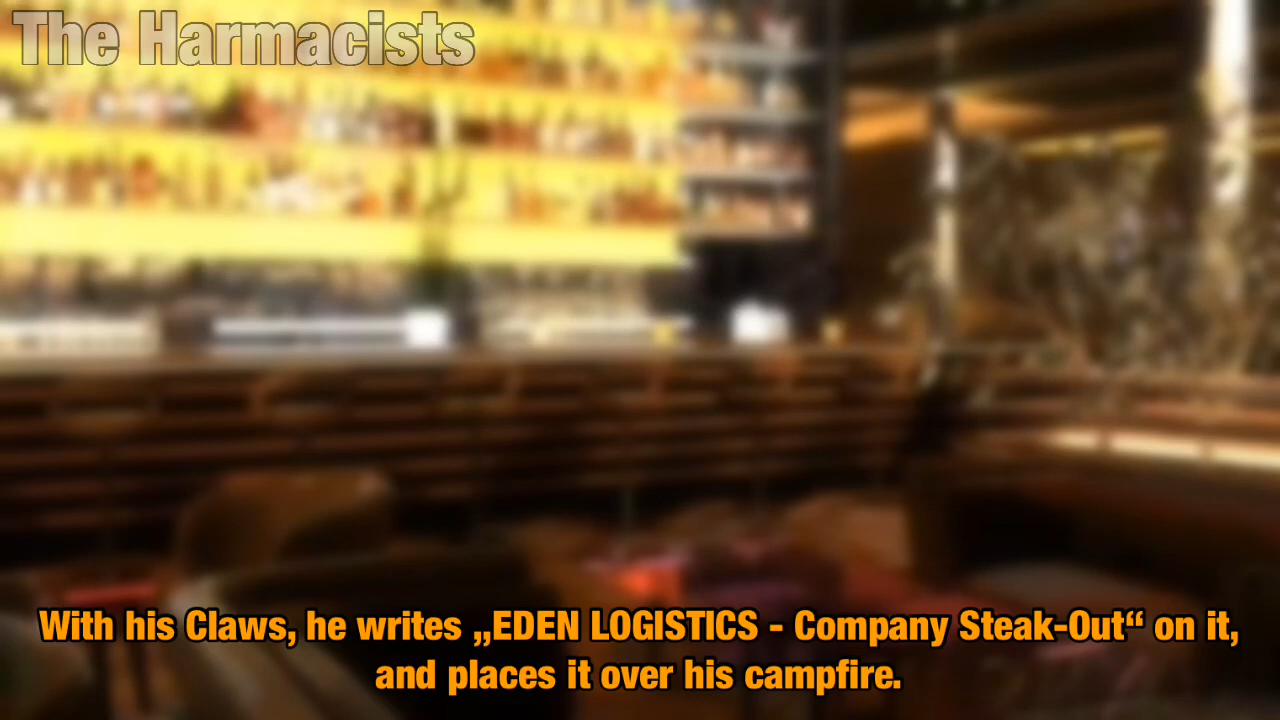 The Harmacists
With his Claws, he writes „EDEN LOGISTICS - Company Steak-Out“ on it,
and places it over his campfire.